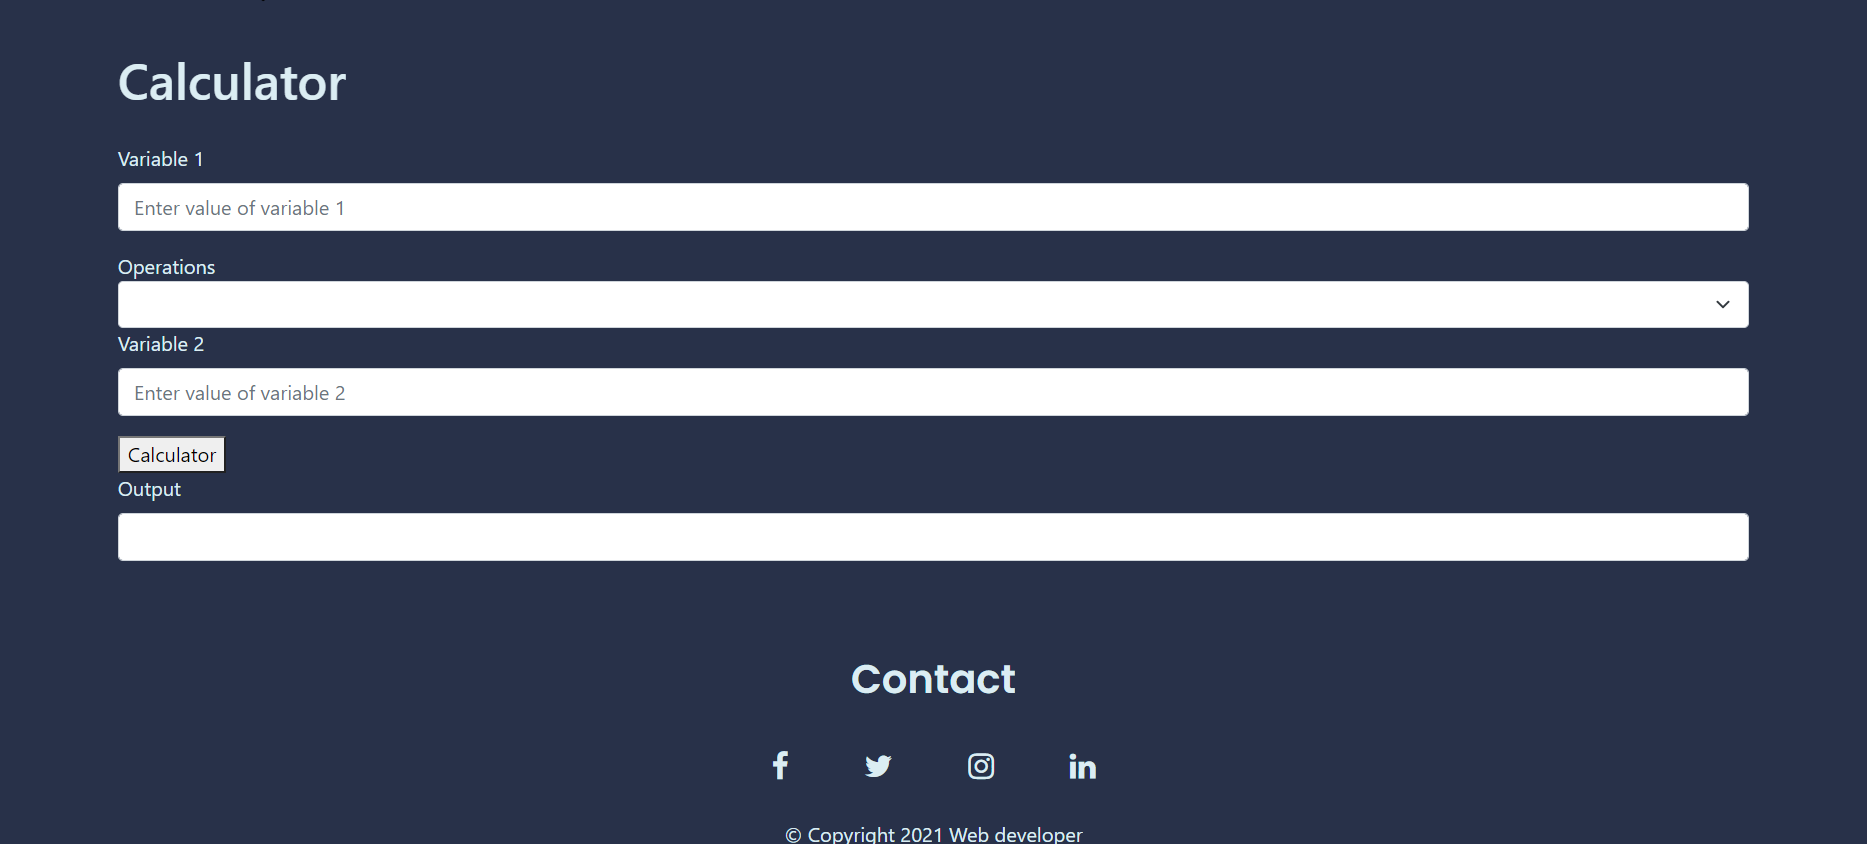 Calculator
Variable 1
Enter value of variable 1
Operations
Variable 2
Enter value of variable 2
Calculator
Output
Contact
© Copyright 2021 Web developer